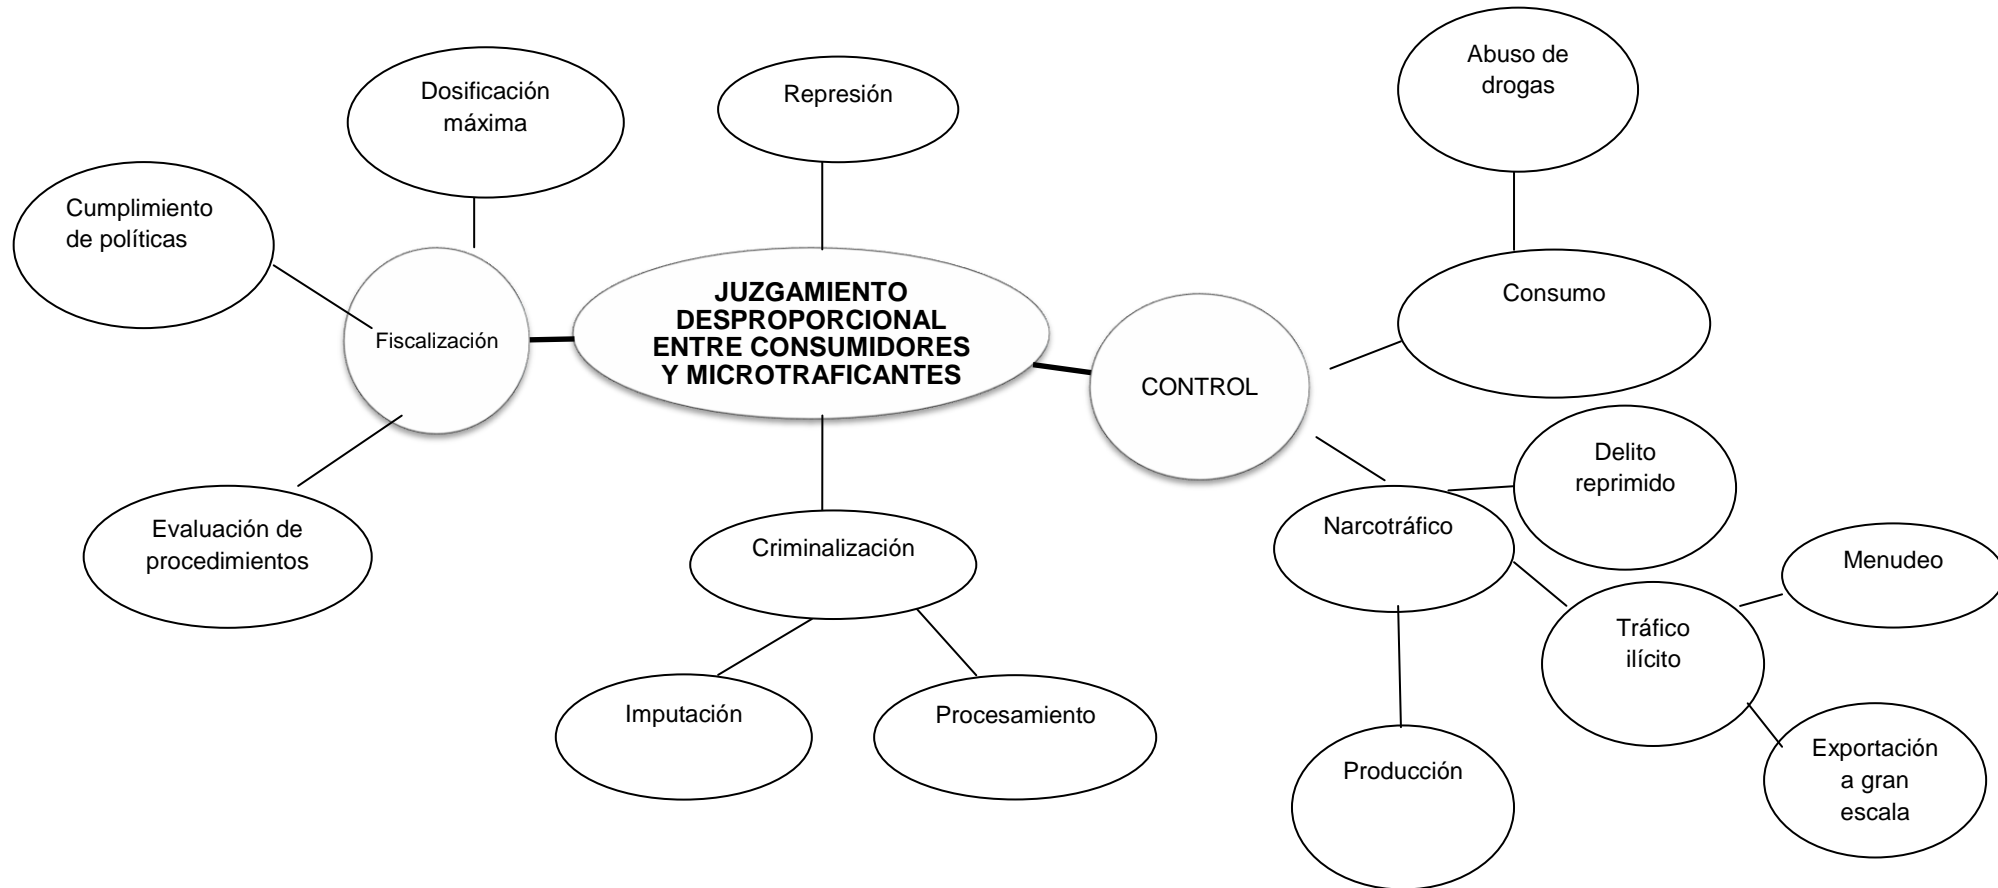 Abuso de
drogas
Dosificación
máxima
Represión
Cumplimiento
de políticas
Consumo
JUZGAMIENTO
DESPROPORCIONAL
ENTRE CONSUMIDORES
Y MICROTRAFICANTES
Fiscalización
CONTROL
Delito
reprimido
Narcotráfico
Evaluación de
procedimientos
Criminalización
Menudeo
Tráfico
ilícito
Imputación
Procesamiento
Producción
Exportación
a gran
escala